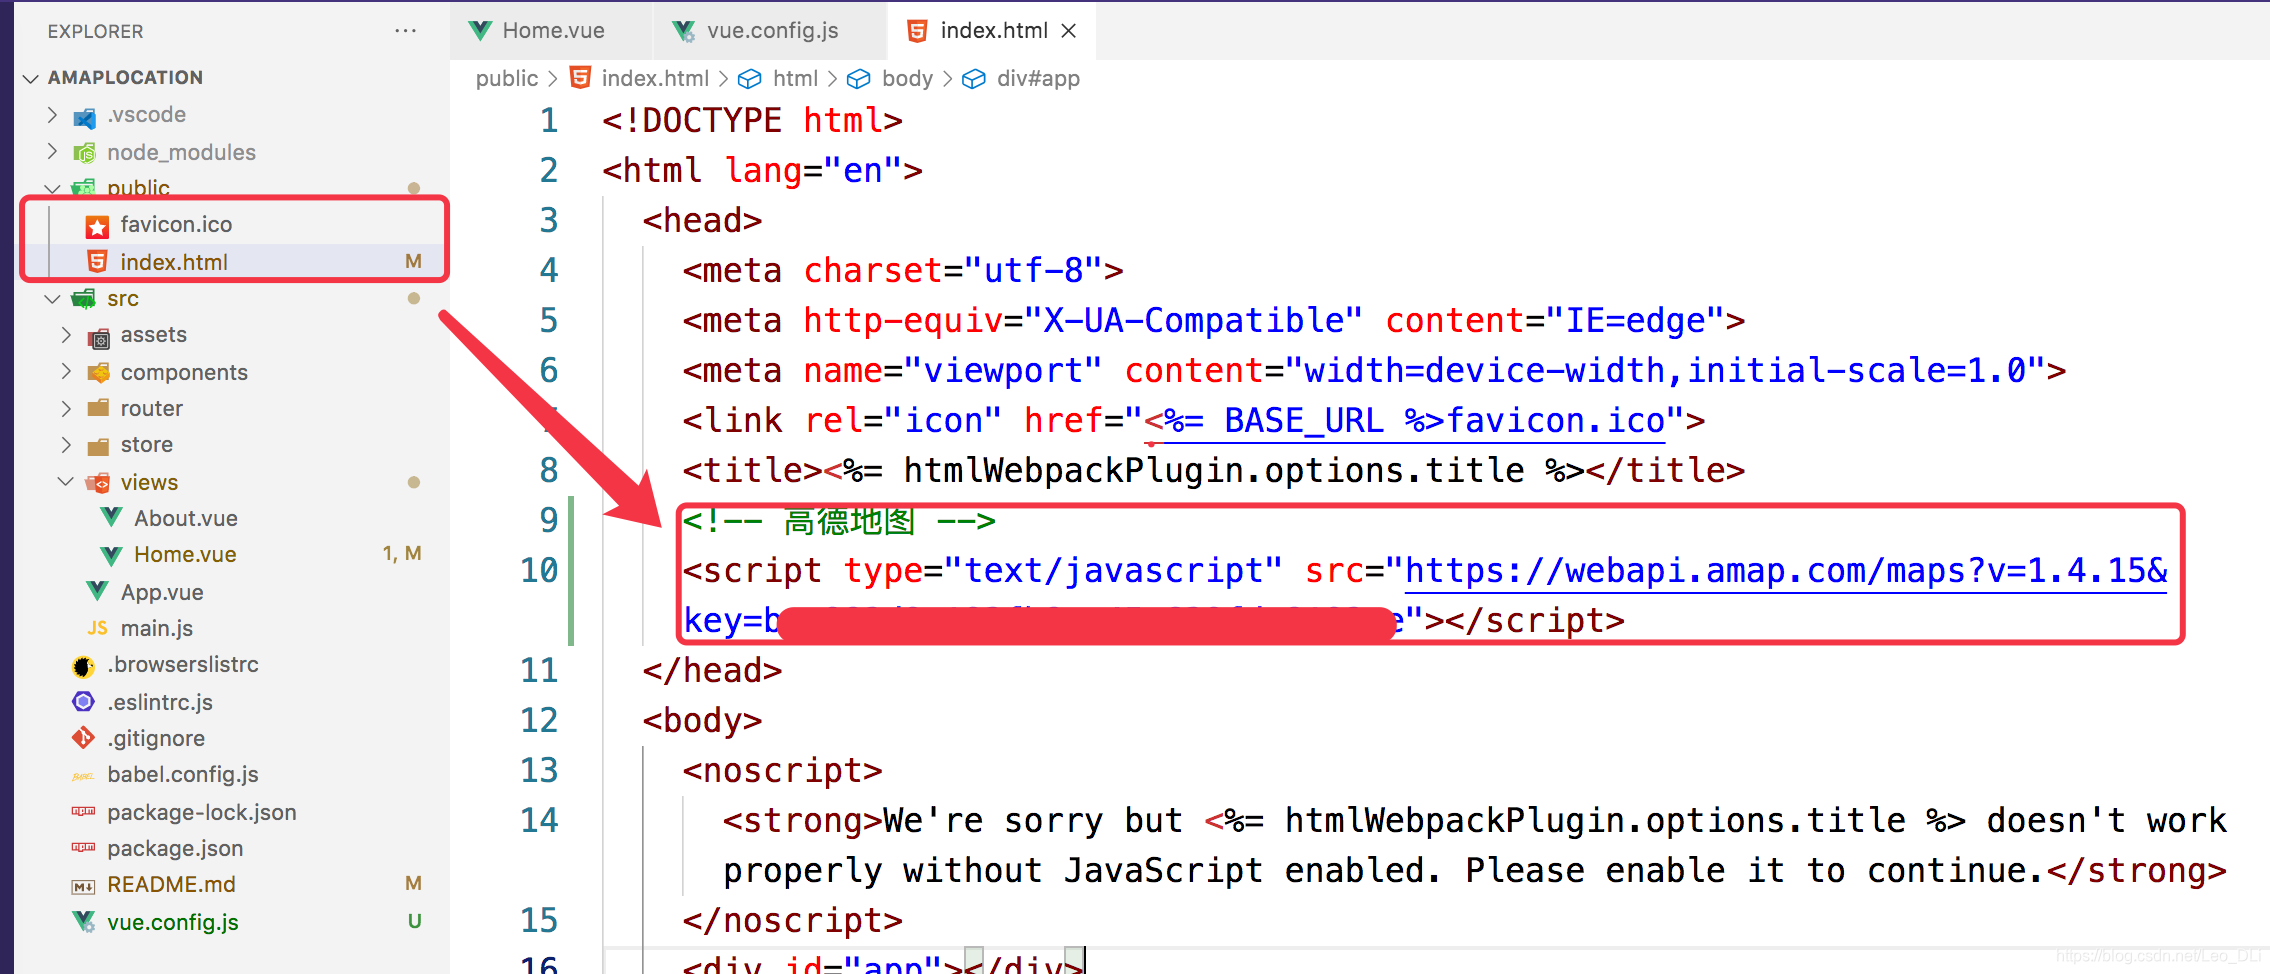 EXPLORER
···
Home.vue
vue.config.js
index.html
AMAPLOCATION
public > index.html > html > body > div#app
.vscode
node_modules
public
favicon.ico
index.html M
src
assets
components
router
store
views
About.vue
Home.vue 1, M
App.vue
main.js
.browserslistrc
.eslintrc.js
.gitignore
babel.config.js
package-lock.json
package.json
README.md M
vue.config.js U
1 <!DOCTYPE html>
2 <html lang="en">
3 <head>
4 <meta charset="utf-8">
5 <meta http-equiv="X-UA-Compatible" content="IE=edge">
6 <meta name="viewport" content="width=device-width,initial-scale=1.0">
<link rel="icon" href="<%= BASE_URL %>favicon.ico">
8 <title><%= htmlWebpackPlugin.options.title %></title>
9 <!-- 高德地图 -->
10 <script type="text/javascript" src="https://webapi.amap.com/maps?v=1.4.15&
key=b e"></script>
11 </head>
12 <body>
13 <noscript>
14 <strong>We're sorry but <%= htmlWebpackPlugin.options.title %> doesn't work
properly without JavaScript enabled. Please enable it to continue.</strong>
15 </noscript>
16 <div id="app"></div>
https://blog.csdn.net/Leo_DLi